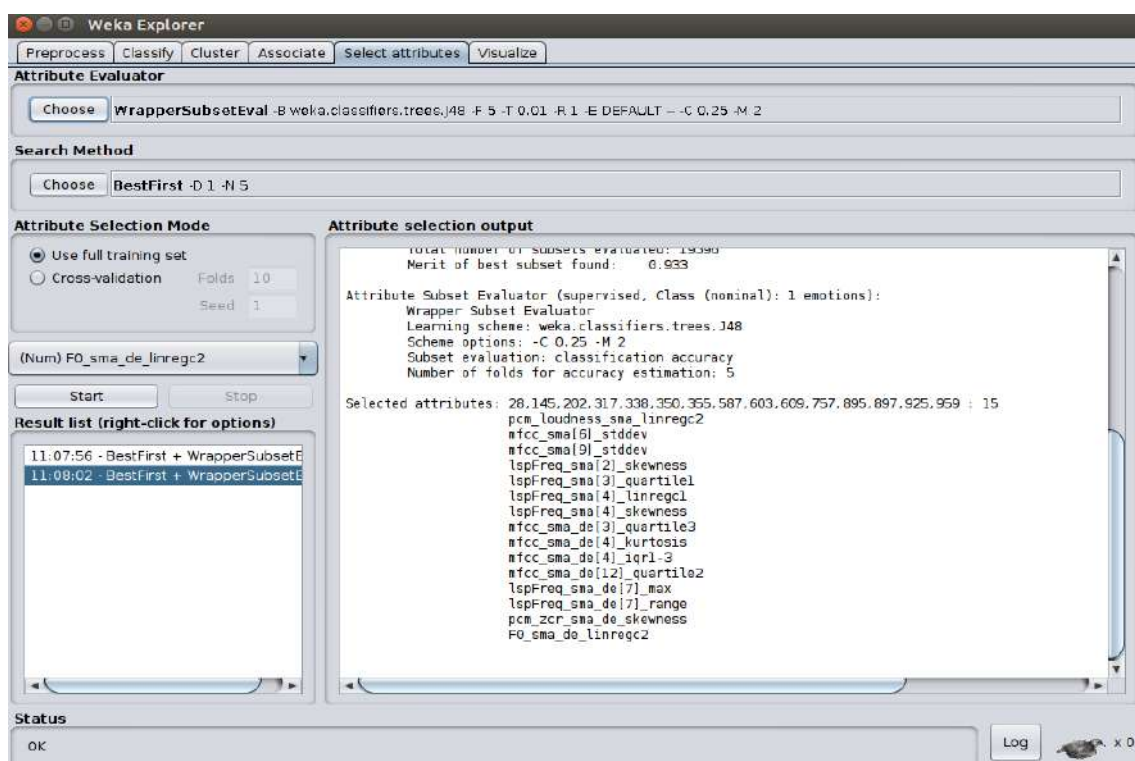 Weka Explorer
Preprocess Classify Cluster Associate Select attributes Visualize
Attribute Evaluator
Choose WrapperSubsetEval -B weka.classifiers.trees.J48 -F 5 -T 0.01 -R 1 -E DEFAULT -- -C 0.25 -M 2
Search Method
Choose BestFirst -D 1 -N 5
Attribute Selection Mode
Use full training set
Cross-validation Folds 10
Seed 1
(Num) F0_sma_de_linregc2
Start Stop
Result list (right-click for options)
11:07:56 - BestFirst + WrapperSubsetE
11:08:02 - BestFirst + WrapperSubsetE
Attribute selection output
Total number of subsets evaluated: 19596
Merit of best subset found: 0.933
Attribute Subset Evaluator (supervised, Class (nominal): 1 emotions):
Wrapper Subset Evaluator
Learning scheme: weka.classifiers.trees.J48
Scheme options: -C 0.25 -M 2
Subset evaluation: classification accuracy
Number of folds for accuracy estimation: 5
Selected attributes: 28,145,202,317,338,350,355,587,603,609,757,895,897,925,959 : 15
pcm_loudness_sma_linregc2
mfcc_sma[6]_stddev
mfcc_sma[9]_stddev
lspFreq_sma[2]_skewness
lspFreq_sma[3]_quartile1
lspFreq_sma[4]_linregc1
lspFreq_sma[4]_skewness
mfcc_sma_de[3]_quartile3
mfcc_sma_de[4]_kurtosis
mfcc_sma_de[4]_iqr1-3
mfcc_sma_de[12]_quartile2
lspFreq_sma_de[7]_max
lspFreq_sma_de[7]_range
pcm_zcr_sma_de_skewness
F0_sma_de_linregc2
Status
OK
Log x 0